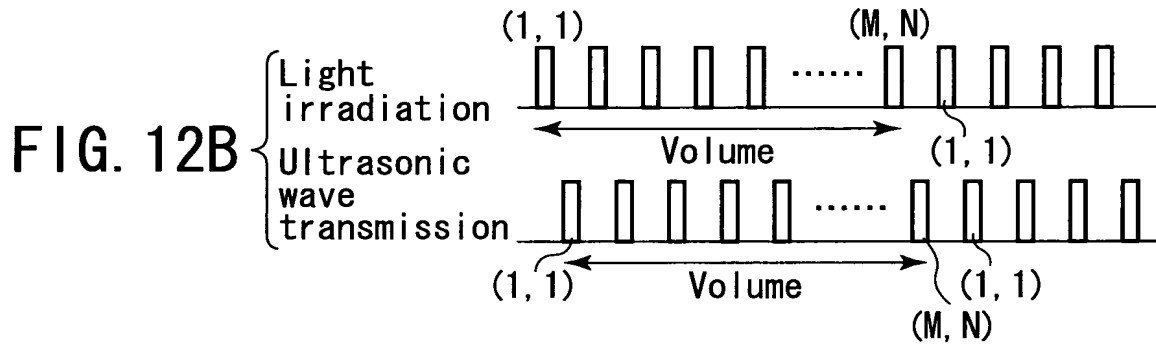 FIG. 12B
Light
irradiation
(1, 1)
(M, N)
......
Volume
(1, 1)
Ultrasonic
wave
transmission
......
(1, 1)
Volume
(M, N)
(1, 1)